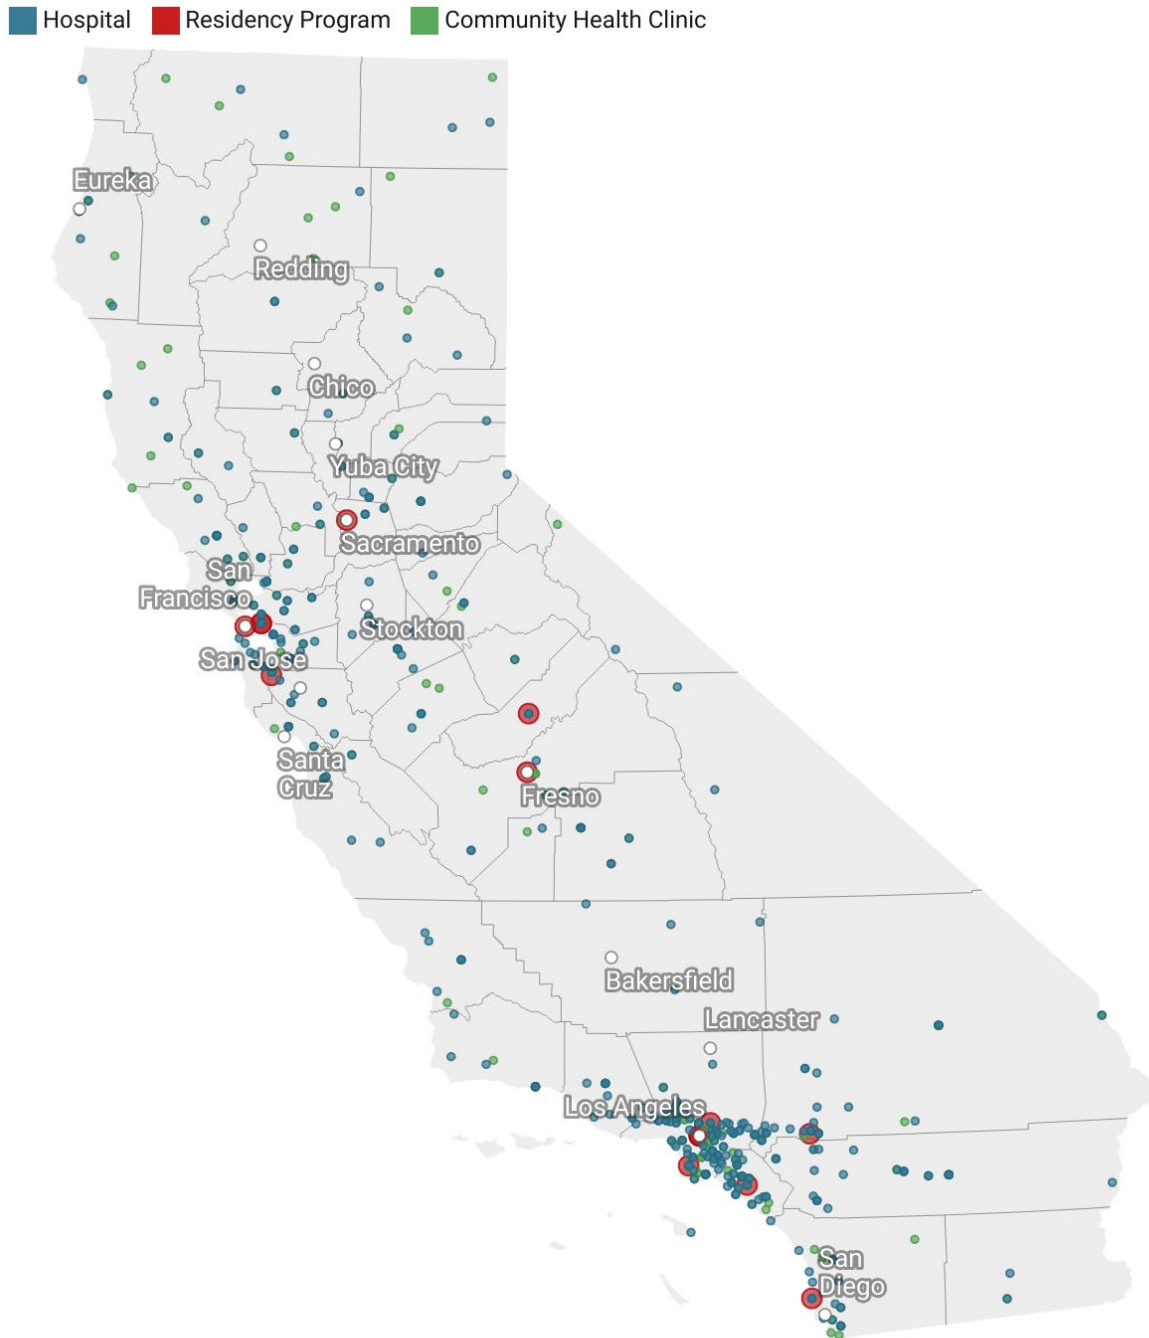 Hospital Residency Program Community Health Clinic
Eureka
Redding
Chico
Yuba City
Sacramento
San
Francisco
Stockton
San Jose
Santa
Cruz
Fresno
Bakersfield
Lancaster
Los Angeles
San
Diego